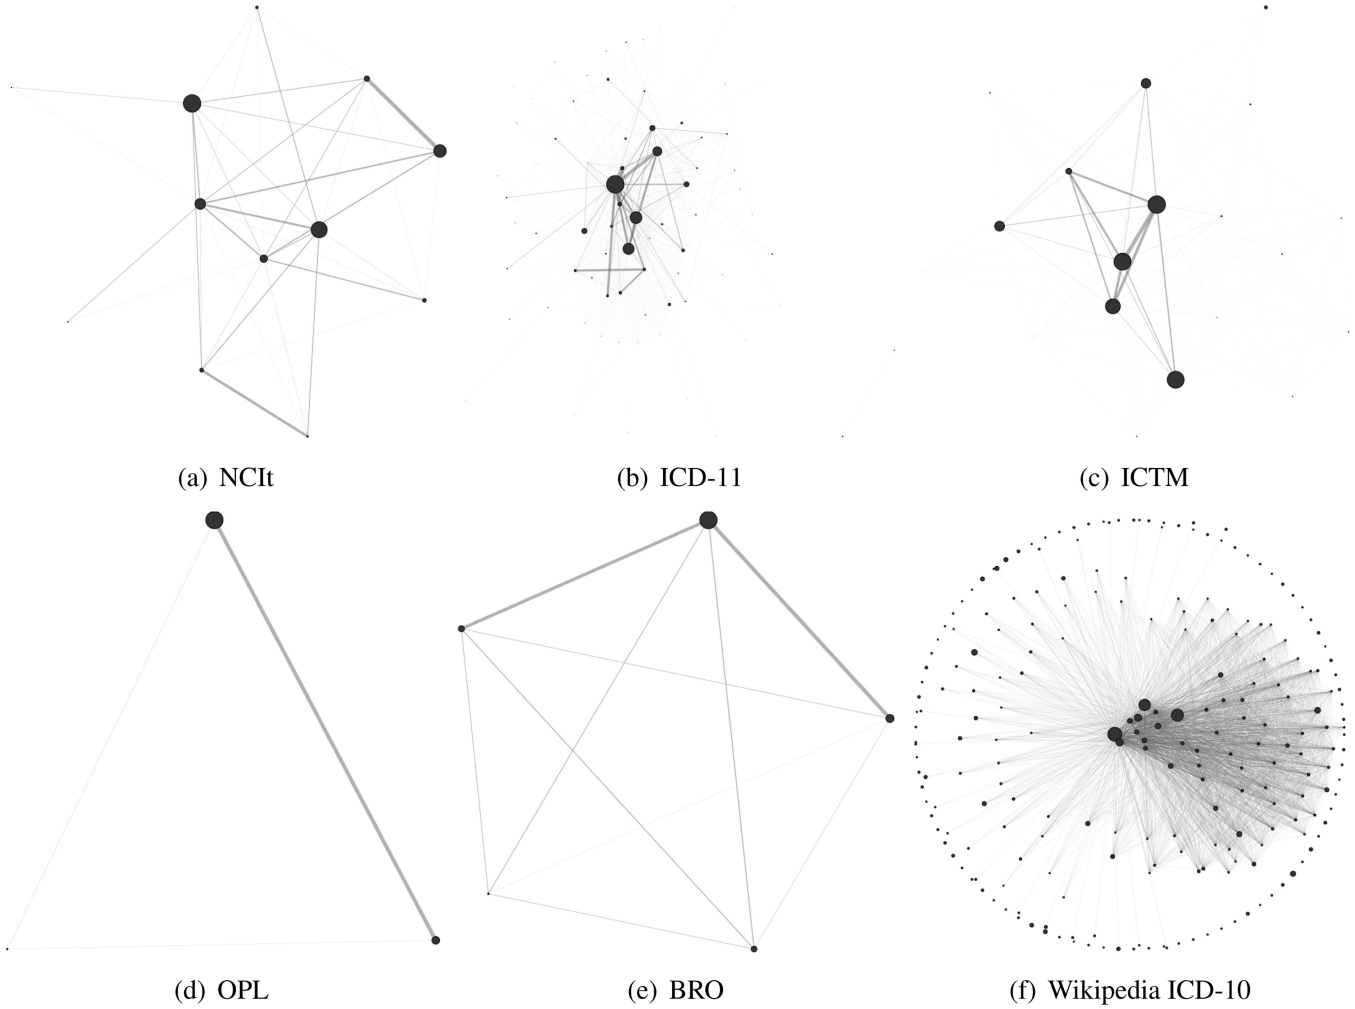 (a) NCIt
(b) ICD-11
(c) ICTM
(d) OPL
(e) BRO
(f) Wikipedia ICD-10